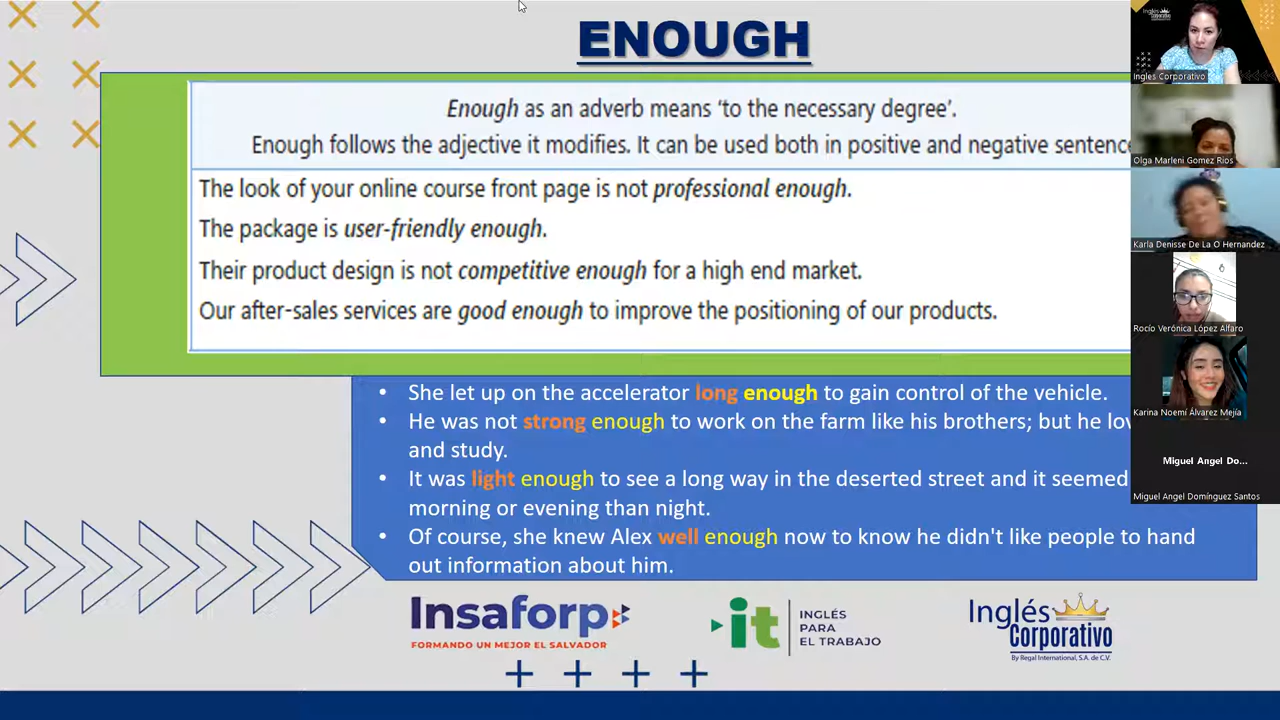 ENOUGH
Enough as an adverb means 'to the necessary degree'.
Enough follows the adjective it modifies. It can be used both in positive and negative sentence
The look of your online course front page is not professional enough.
The package is user-friendly enough.
Their product design is not competitive enough for a high end market.
Our after-sales services are good enough to improve the positioning of our products.
• She let up on the accelerator long enough to gain control of the vehicle.
• He was not strong enough to work on the farm like his brothers; but he lov
and study.
• It was light enough to see a long way in the deserted street and it seemed
morning or evening than night.
• Of course, she knew Alex well enough now to know he didn't like people to hand
out information about him.
Insaforp
FORMANDO UN MEJOR EL SALVADOR
it
INGLÉS
PARA
EL TRABAJO
Inglés
Corporativo
By Regal International, S.A. de C.V.
Inglés
Corporativo
Ingles Corporativo
Olga Marleni Gomez Rios
Karla Denisse De La O Hernandez
Rocío Verónica López Alfaro
Karina Noemí Álvarez Mejía
Miguel Angel Do...
Miguel Angel Domínguez Santos